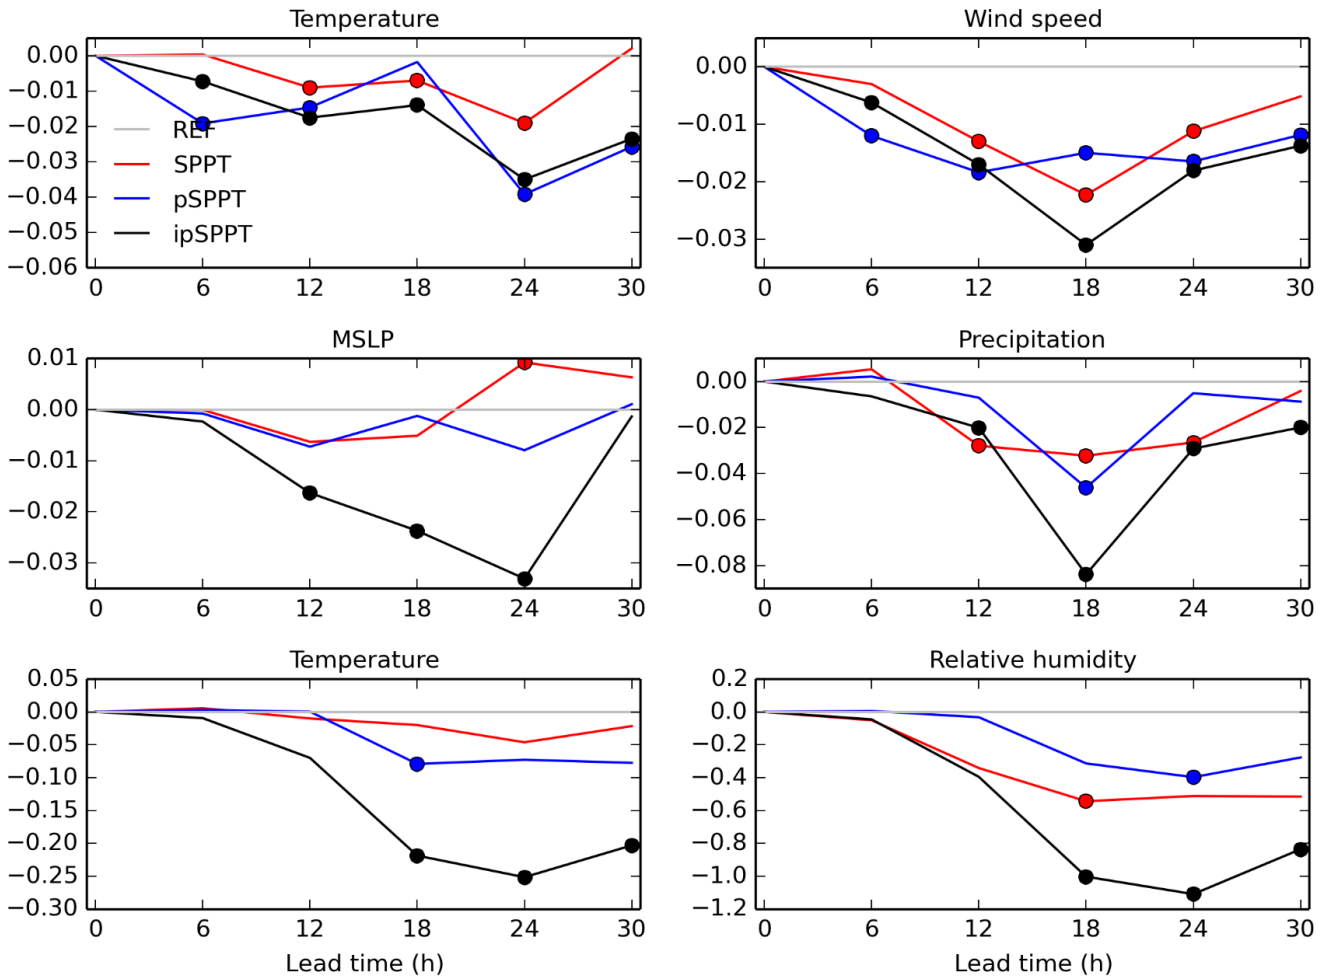 Temperature
0.00
−0.01
−0.02
−0.03
−0.04
−0.05
−0.06
REF
SPPT
pSPPT
ipSPPT
0 6 12 18 24 30
Wind speed
0.00
−0.01
−0.02
−0.03
0 6 12 18 24 30
MSLP
0.01
0.00
−0.01
−0.02
−0.03
0 6 12 18 24 30
Precipitation
0.00
−0.02
−0.04
−0.06
−0.08
0 6 12 18 24 30
Temperature
0.05
0.00
−0.05
−0.10
−0.15
−0.20
−0.25
−0.30
0 6 12 18 24 30
Lead time (h)
Relative humidity
0.2
0.0
−0.2
−0.4
−0.6
−0.8
−1.0
−1.2
0 6 12 18 24 30
Lead time (h)